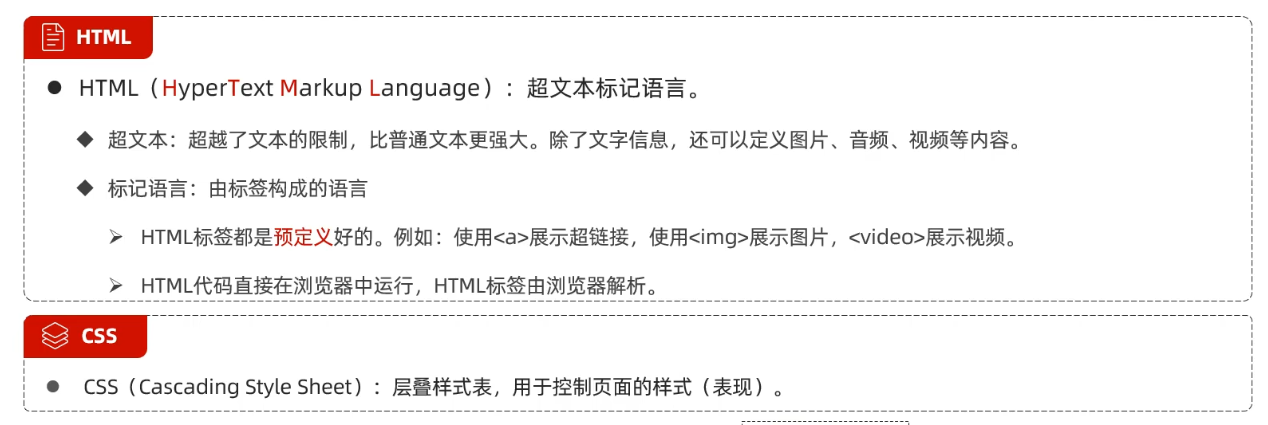 HTML
HTML（HyperText Markup Language）：超文本标记语言。
超文本：超越了文本的限制，比普通文本更强大。除了文字信息，还可以定义图片、音频、视频等内容。
标记语言：由标签构成的语言
HTML标签都是预定义好的。例如：使用<a>展示超链接，使用<img>展示图片，<video>展示视频。
HTML代码直接在浏览器中运行，HTML标签由浏览器解析。
CSS
CSS（Cascading Style Sheet）：层叠样式表，用于控制页面的样式（表现）。